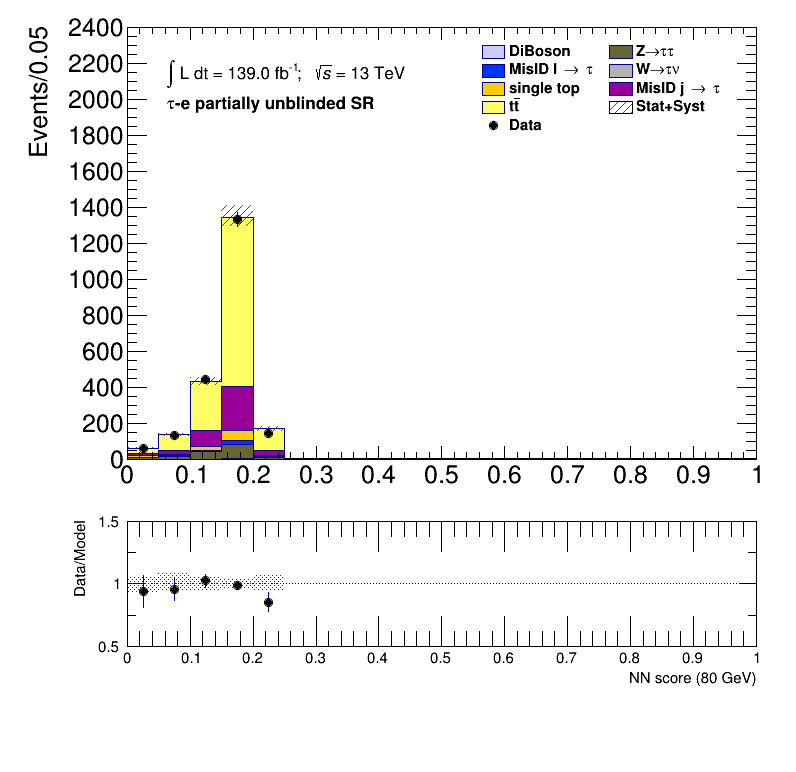 Events/0.05
2400
2200
2000
1800
1600
1400
1200
1000
800
600
400
200
0
∫ L dt = 139.0 fb⁻¹; √s = 13 TeV
τ-e partially unblinded SR
DiBoson
MisID l → τ
single top
tt̄
Data
Z→ττ
W→τν
MisID j → τ
Stat+Syst
0 0.1 0.2 0.3 0.4 0.5 0.6 0.7 0.8 0.9 1
Data/Model
1.5
1
0.5
0 0.1 0.2 0.3 0.4 0.5 0.6 0.7 0.8 0.9 1
NN score (80 GeV)